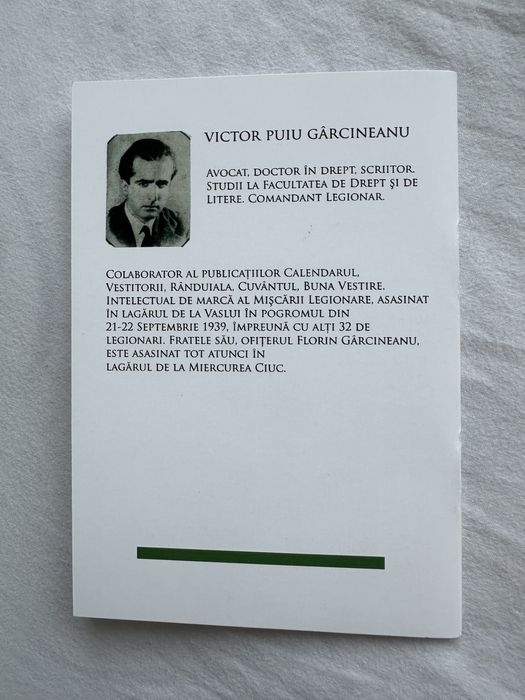 VICTOR PUIU GÂRCINEANU
AVOCAT, DOCTOR ÎN DREPT, SCRIITOR.
STUDII LA FACULTATEA DE DREPT ŞI DE
LITERE. COMANDANT LEGIONAR.
COLABORATOR AL PUBLICAŢIILOR CALENDARUL,
VESTITORII, RÂNDUIALA, CUVÂNTUL, BUNA VESTIRE.
INTELECTUAL DE MARCĂ AL MIŞCĂRII LEGIONARE, ASASINAT
ÎN LAGĂRUL DE LA VASLUI ÎN POGROMUL DIN
21-22 SEPTEMBRIE 1939, ÎMPREUNĂ CU ALŢI 32 DE
LEGIONARI. FRATELE SĂU, OFIŢERUL FLORIN GÂRCINEANU,
ESTE ASASINAT TOT ATUNCI ÎN
LAGĂRUL DE LA MIERCUREA CIUC.